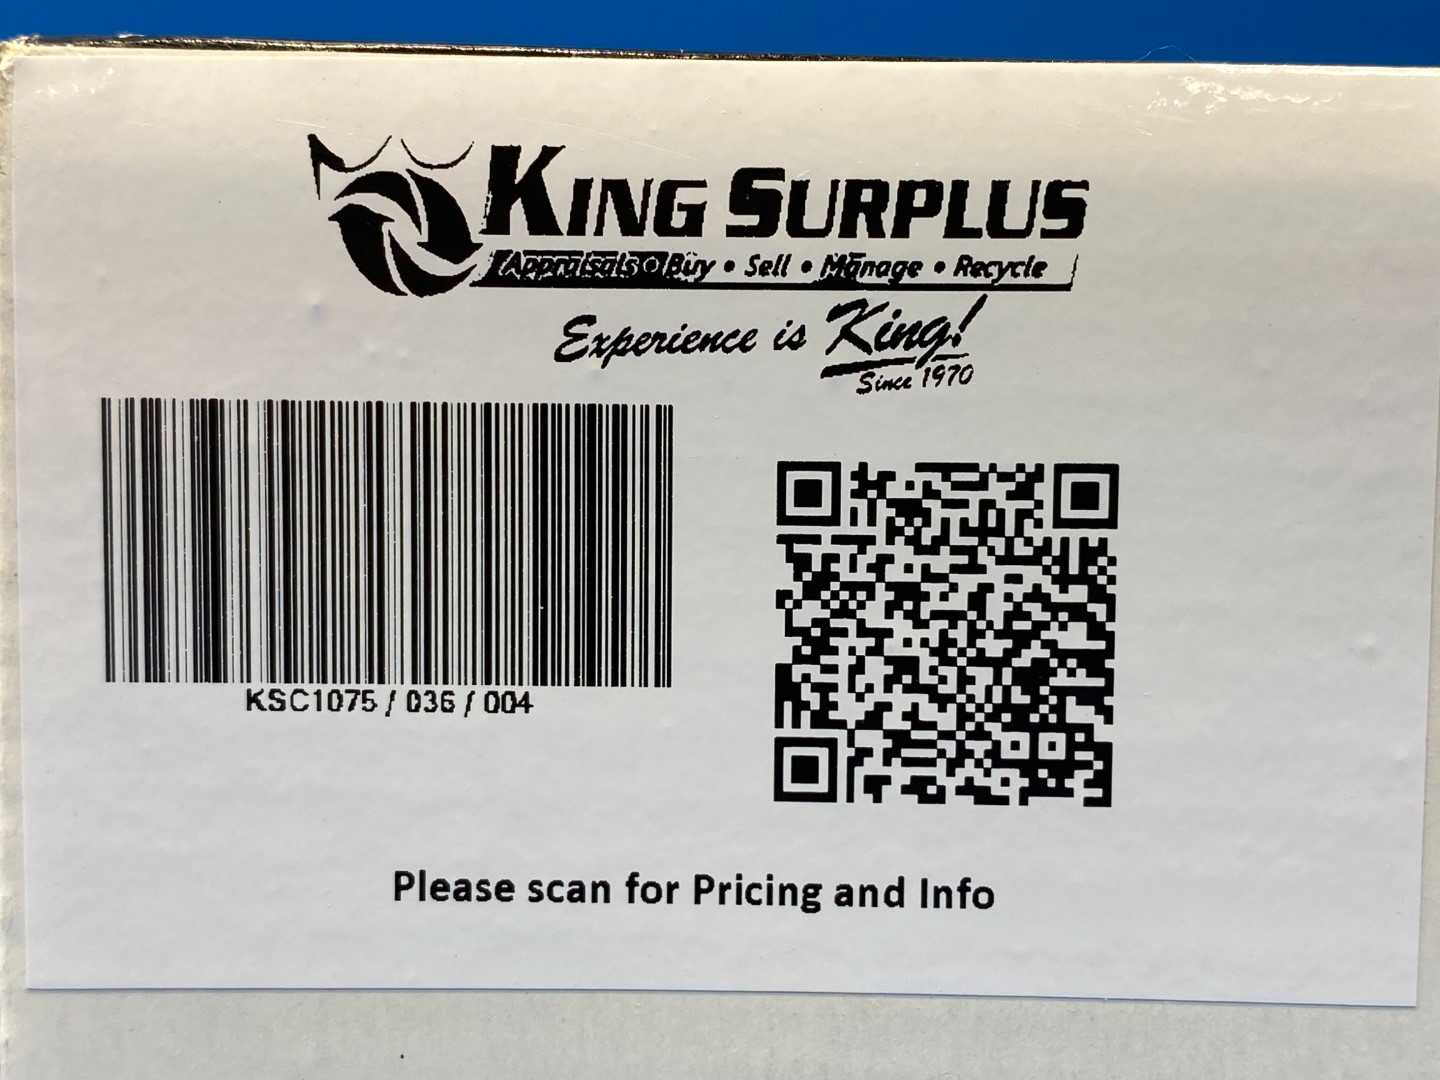 KING SURPLUS
Appraisals • Buy • Sell • Manage • Recycle
Experience is King!
Since 1970
KSC1075 / 036 / 004
Please scan for Pricing and Info